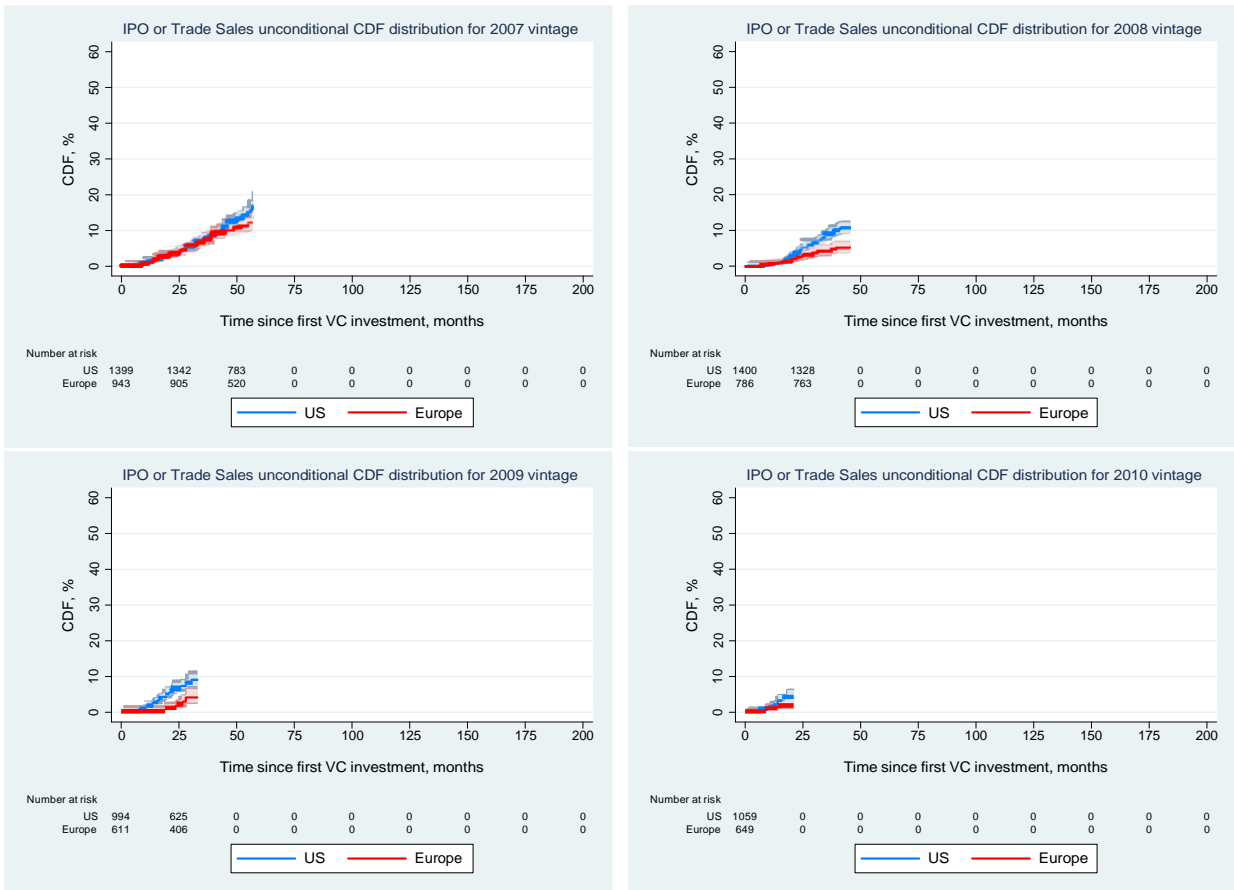 IPO or Trade Sales unconditional CDF distribution for 2007 vintage
60
50
40
30
20
10
0
CDF, %
0 25 50 75 100 125 150 175 200
Time since first VC investment, months
Number at risk
US 1399 1342 783 0 0 0 0 0 0
Europe 943 905 520 0 0 0 0 0 0
US Europe
IPO or Trade Sales unconditional CDF distribution for 2008 vintage
60
50
40
30
20
10
0
CDF, %
0 25 50 75 100 125 150 175 200
Time since first VC investment, months
Number at risk
US 1400 1328 0 0 0 0 0 0 0
Europe 786 763 0 0 0 0 0 0 0
US Europe
IPO or Trade Sales unconditional CDF distribution for 2009 vintage
60
50
40
30
20
10
0
CDF, %
0 25 50 75 100 125 150 175 200
Time since first VC investment, months
Number at risk
US 994 625 0 0 0 0 0 0 0
Europe 611 406 0 0 0 0 0 0 0
US Europe
IPO or Trade Sales unconditional CDF distribution for 2010 vintage
60
50
40
30
20
10
0
CDF, %
0 25 50 75 100 125 150 175 200
Time since first VC investment, months
Number at risk
US 1059 0 0 0 0 0 0 0 0
Europe 649 0 0 0 0 0 0 0 0
US Europe